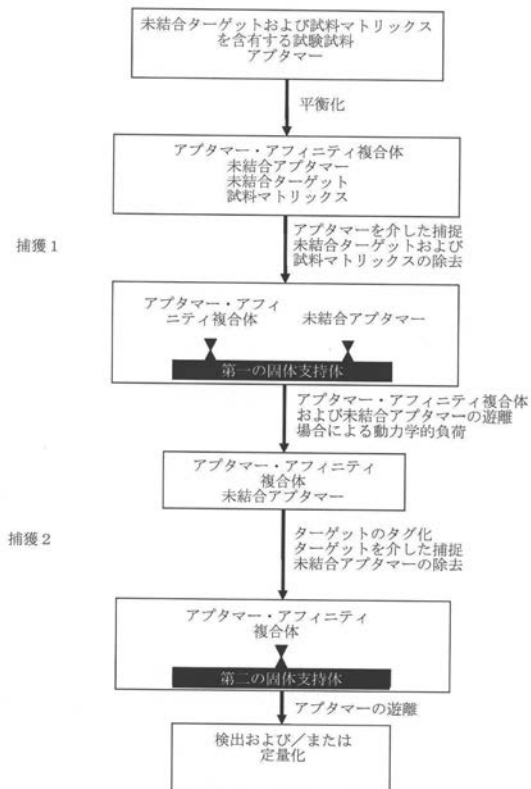 未結合ターゲットおよび試料マトリックス
を含有する試験試料
アプタマー
平衡化
アプタマー・アフィニティ複合体
未結合アプタマー
未結合ターゲット
試料マトリックス
捕獲1
アプタマーを介した捕捉
未結合ターゲットおよび
試料マトリックスの除去
アプタマー・アフィ
ニティ複合体
未結合アプタマー
第一の固体支持体
アプタマー・アフィニティ複合体
および未結合アプタマーの遊離
場合による動力学的負荷
アプタマー・アフィニティ
複合体
未結合アプタマー
捕獲2
ターゲットのタグ化
ターゲットを介した捕捉
未結合アプタマーの除去
アプタマー・アフィニティ
複合体
第二の固体支持体
アプタマーの遊離
検出および/または
定量化